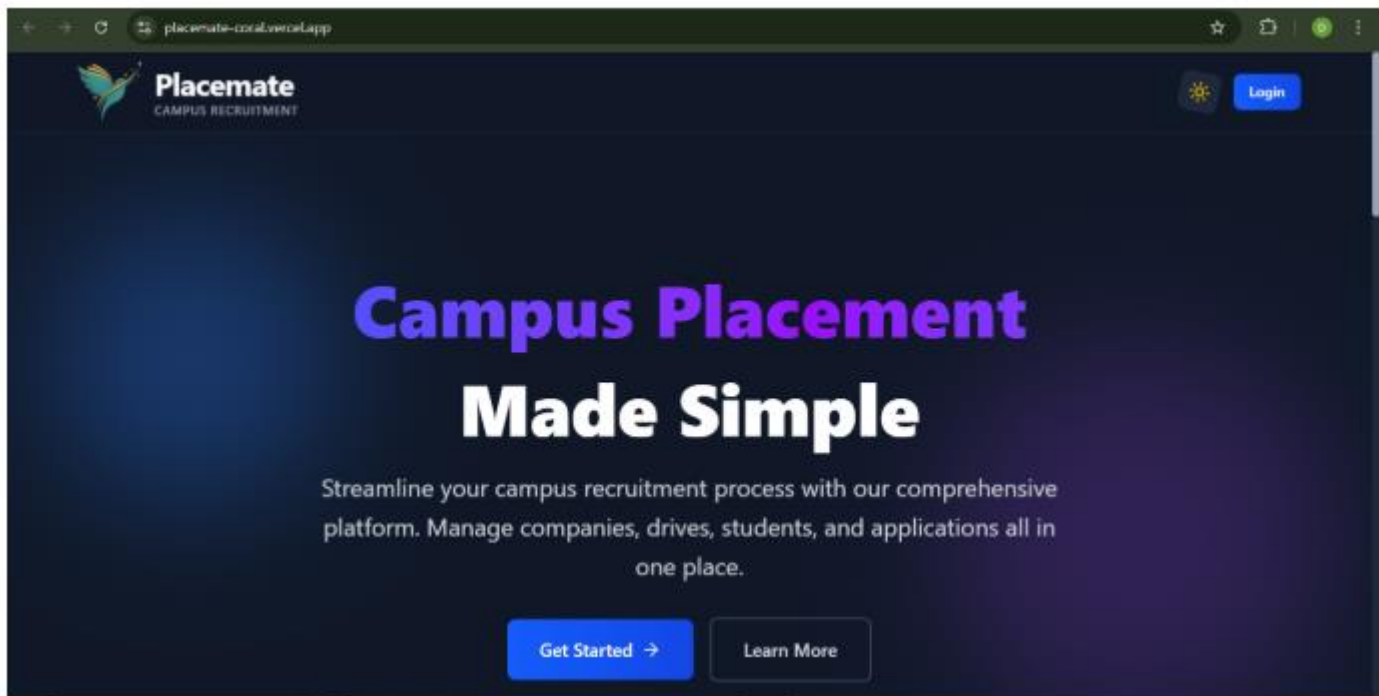 placemate-coral.vercel.app
Placemate
CAMPUS RECRUITMENT
Login
Campus Placement
Made Simple
Streamline your campus recruitment process with our comprehensive
platform. Manage companies, drives, students, and applications all in
one place.
Get Started →
Learn More